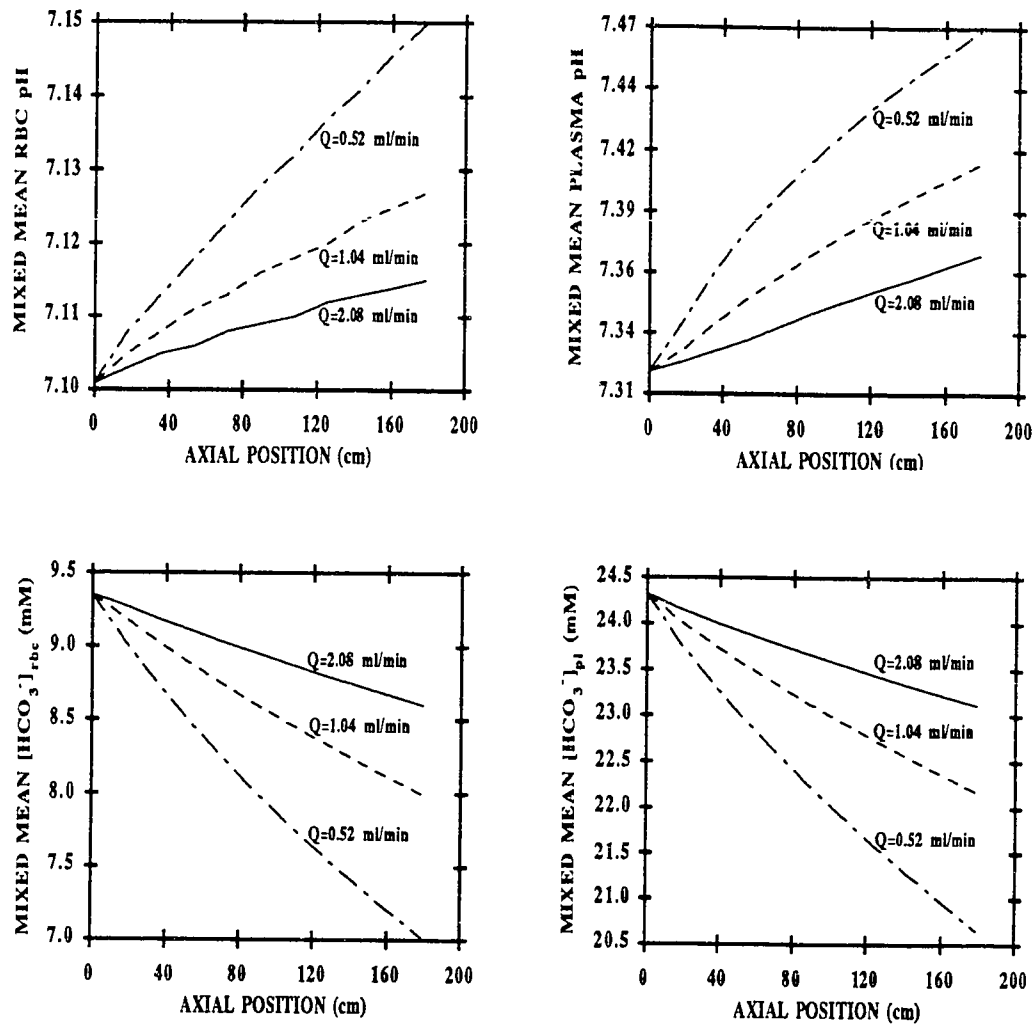 MIXED MEAN RBC pH
7.15
7.14
7.13
7.12
7.11
7.10
Q=0.52 ml/min
Q=1.04 ml/min
Q=2.08 ml/min
0 40 80 120 160 200
AXIAL POSITION (cm)
MIXED MEAN PLASMA pH
7.47
7.44
7.42
7.39
7.36
7.34
7.31
Q=0.52 ml/min
Q=1.04 ml/min
Q=2.08 ml/min
0 40 80 120 160 200
AXIAL POSITION (cm)
MIXED MEAN [HCO3-]rbc (mM)
9.5
9.0
8.5
8.0
7.5
7.0
Q=2.08 ml/min
Q=1.04 ml/min
Q=0.52 ml/min
0 40 80 120 160 200
AXIAL POSITION (cm)
MIXED MEAN [HCO3-]pl (mM)
24.5
24.0
23.5
23.0
22.5
22.0
21.5
21.0
20.5
Q=2.08 ml/min
Q=1.04 ml/min
Q=0.52 ml/min
0 40 80 120 160 200
AXIAL POSITION (cm)